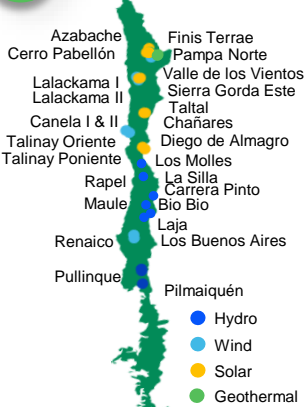 Azabache
Finis Terrae
Cerro Pabellón
Pampa Norte
Valle de los Vientos
Lalackama I
Sierra Gorda Este
Lalackama II
Taltal
Canela I & II
Chañares
Talinay Oriente
Diego de Almagro
Talinay Poniente
Los Molles
Rapel
La Silla
Carrera Pinto
Maule
Bio Bio
Laja
Renaico
Los Buenos Aires
Pullinque
Pilmaiquén
Hydro
Wind
Solar
Geothermal